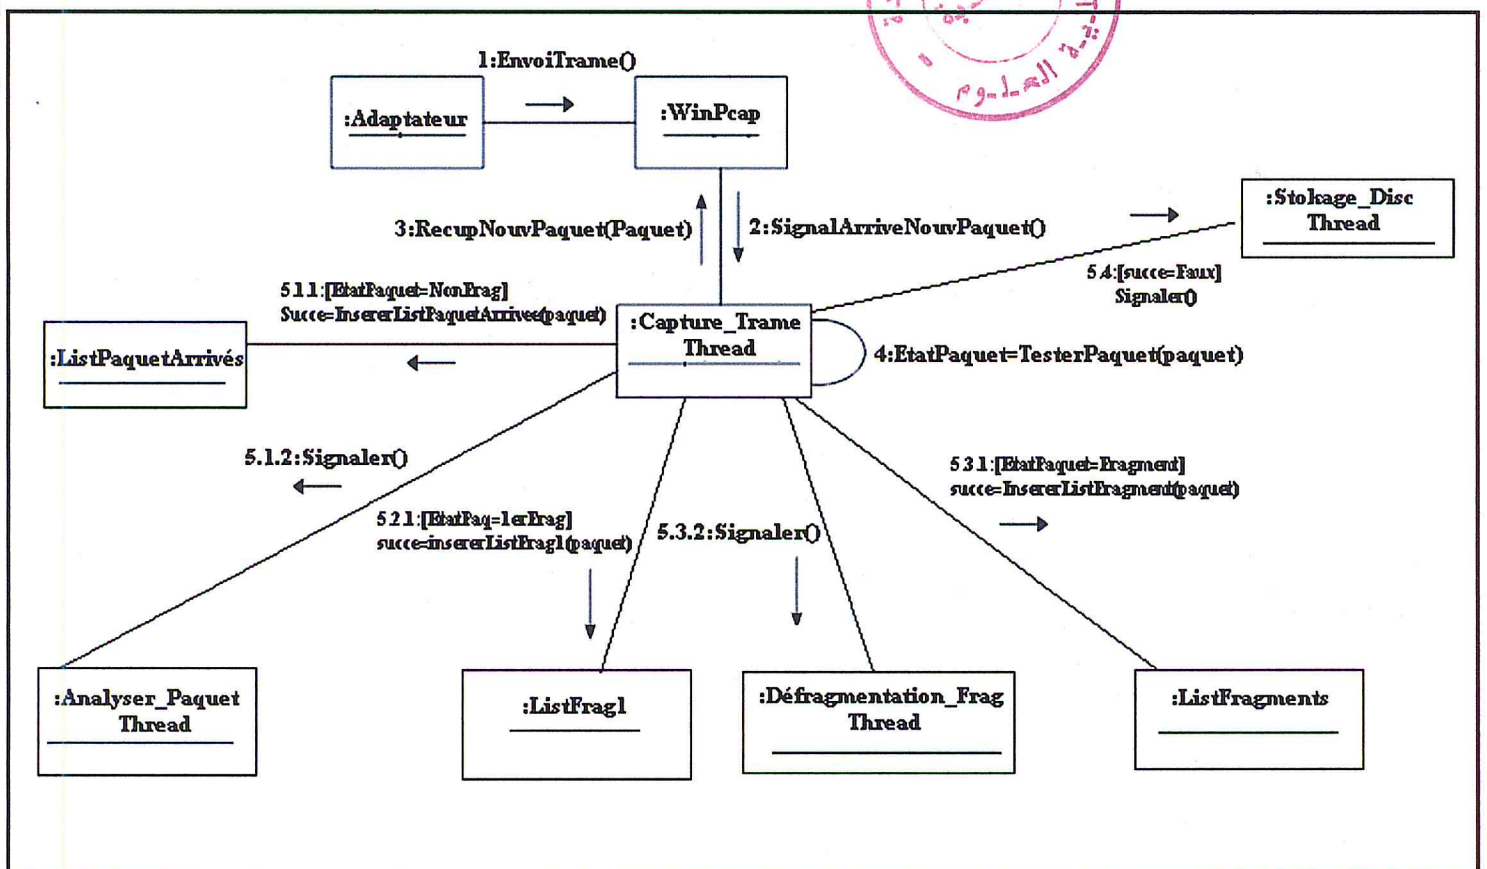 كلية العلوم
1:EnvoiTrame()
:Adaptateur
:WinPcap
:Stokage_Disc
Thread
3:RecupNouvPaquet(Paquet)
2:SignalArriveNouvPaquet()
5.4:[succe=Faux]
Signaler()
5.1.1:[EtatPaquet=NonFrag]
Succe=InsererListPaquetArrivee(paquet)
:Capture_Trame
Thread
:ListPaquetArrivés
4:EtatPaquet=TesterPaquet(paquet)
5.1.2:Signaler()
5.3.1:[EtatPaquet=Fragment]
succe=InsererListFragment(paquet)
5.2.1:[EtatPaq=1erFrag]
succe=insererListFrag1(paquet)
5.3.2:Signaler()
:Analyser_Paquet
Thread
:ListFrag1
:Défragmentation_Frag
Thread
:ListFragments